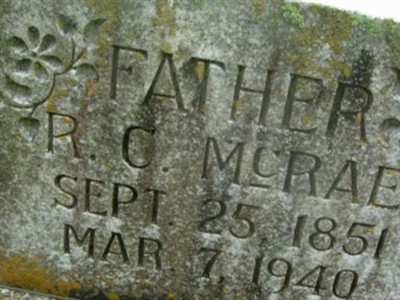 FATHER
R. C. McRAE
SEPT. 25, 1851
MAR. 7, 1940